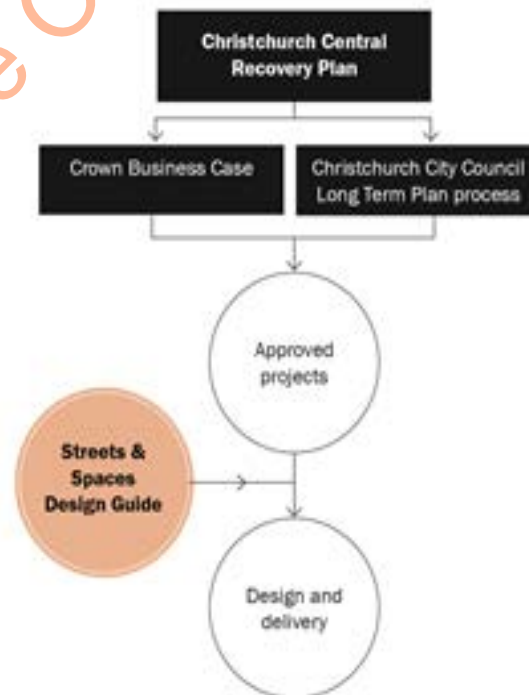 Christchurch Central
Recovery Plan
Crown Business Case
Christchurch City Council
Long Term Plan process
Approved
projects
Streets &
Spaces
Design Guide
Design and
delivery